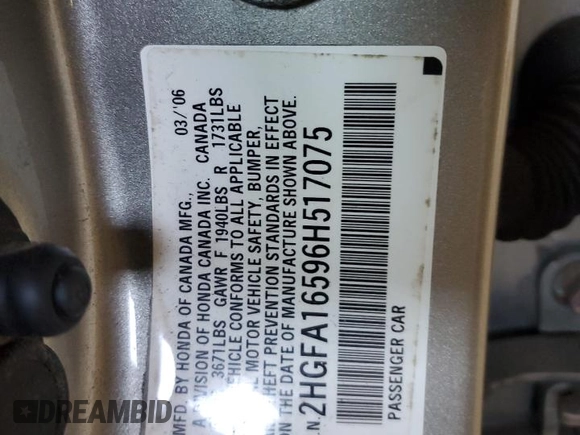 MFD BY HONDA OF CANADA MFG., 03/'06
A DIVISION OF HONDA CANADA INC. CANADA
3671LBS GAWR F 1940LBS R 1731LBS
VEHICLE CONFORMS TO ALL APPLICABLE
MOTOR VEHICLE SAFETY, BUMPER,
THEFT PREVENTION STANDARDS IN EFFECT
ON THE DATE OF MANUFACTURE SHOWN ABOVE.
2HGFA16596H517075
PASSENGER CAR
DREAMBID